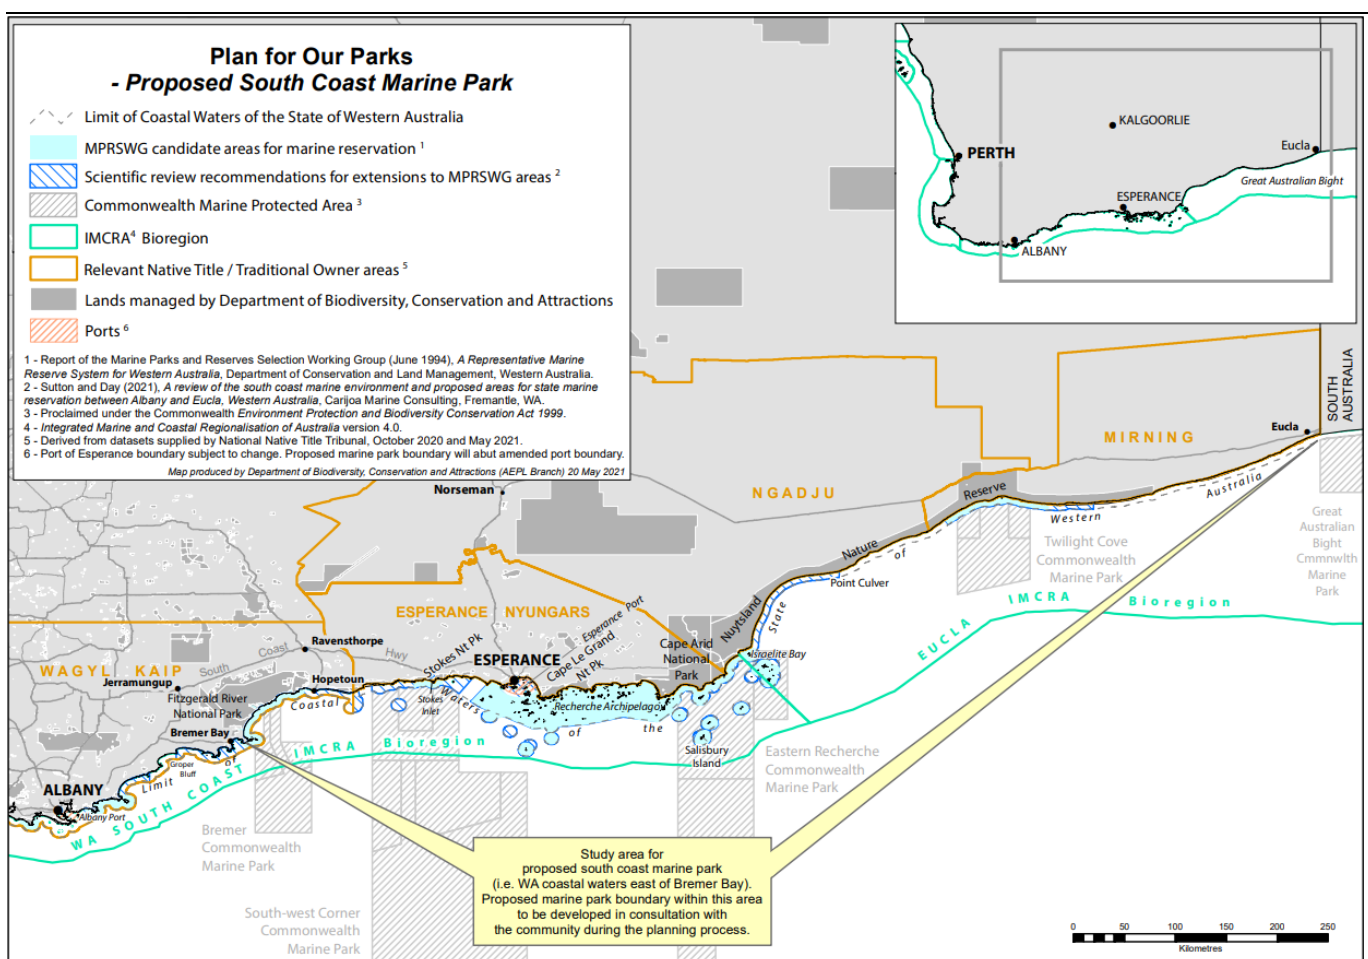 Plan for Our Parks
- Proposed South Coast Marine Park
Limit of Coastal Waters of the State of Western Australia
MPRSWG candidate areas for marine reservation 1
Scientific review recommendations for extensions to MPRSWG areas 2
Commonwealth Marine Protected Area 3
IMCRA4 Bioregion
Relevant Native Title / Traditional Owner areas 5
Lands managed by Department of Biodiversity, Conservation and Attractions
Ports 6
1 - Report of the Marine Parks and Reserves Selection Working Group (June 1994), A Representative Marine
Reserve System for Western Australia, Department of Conservation and Land Management, Western Australia.
2 - Sutton and Day (2021), A review of the south coast marine environment and proposed areas for state marine
reservation between Albany and Eucla, Western Australia, Carijoa Marine Consulting, Fremantle, WA.
3 - Proclaimed under the Commonwealth Environment Protection and Biodiversity Conservation Act 1999.
4 - Integrated Marine and Coastal Regionalisation of Australia version 4.0.
5 - Derived from datasets supplied by National Native Title Tribunal, October 2020 and May 2021.
6 - Port of Esperance boundary subject to change. Proposed marine park boundary will abut amended port boundary.
Map produced by Department of Biodiversity, Conservation and Attractions (AEPL Branch) 20 May 2021
KALGOORLIE
PERTH
Eucla
Great Australian Bight
ESPERANCE
ALBANY
SOUTH
AUSTRALIA
Eucla
MIRNING
Norseman
NGADJU
Reserve
Nature
Nuytsland
Limit of Coastal Waters of the State of Western Australia
Great
Australian
Bight
Cmmnwlth
Marine
Park
Twilight Cove
Commonwealth
Marine Park
Point Culver
IMCRA Bioregion
EUCLA
ESPERANCE NYUNGARS
Esperance Port
Ravensthorpe
South Coast Hwy
Stokes Nt Pk
ESPERANCE
Cape Le Grand
Nt Pk
Cape Arid
National
Park
Israelite Bay
WAGYL KAIP
Jerramungup
Hopetoun
Fitzgerald River
National Park
Stokes
Inlet
Recherche Archipelago
Bremer Bay
Salisbury
Island
IMCRA Bioregion
Eastern Recherche
Commonwealth
Marine Park
Groper
Bluff
ALBANY
Albany Port
WA SOUTH COAST
Bremer
Commonwealth
Marine Park
Study area for
proposed south coast marine park
(i.e. WA coastal waters east of Bremer Bay).
Proposed marine park boundary within this area
to be developed in consultation with
the community during the planning process.
South-west Corner
Commonwealth
Marine Park
0 50 100 150 200 250
Kilometres